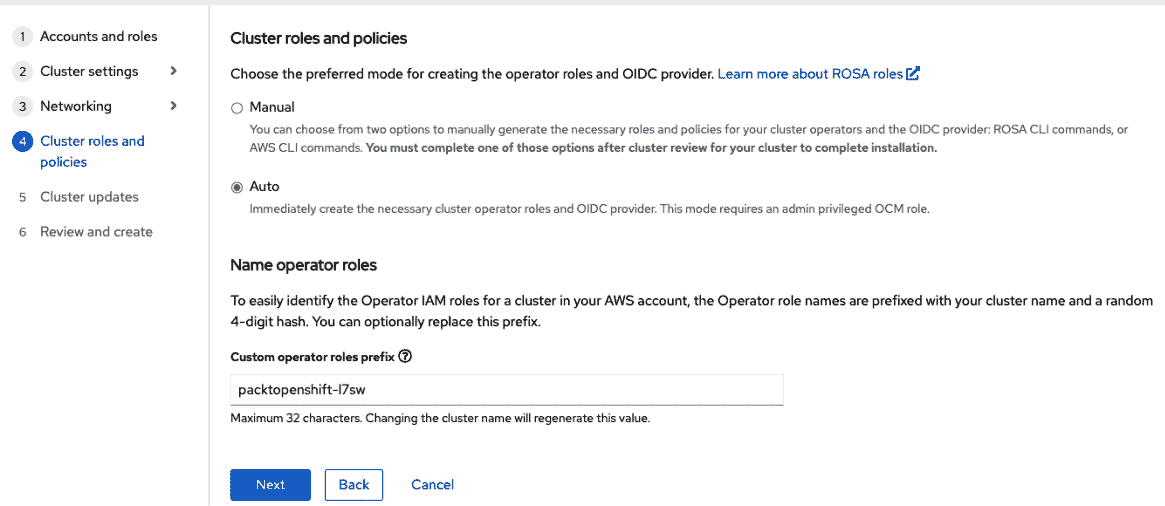 1 Accounts and roles
2 Cluster settings
3 Networking
4 Cluster roles and
policies
5 Cluster updates
6 Review and create
Cluster roles and policies
Choose the preferred mode for creating the operator roles and OIDC provider. Learn more about ROSA roles
Manual
You can choose from two options to manually generate the necessary roles and policies for your cluster operators and the OIDC provider: ROSA CLI commands, or
AWS CLI commands. You must complete one of those options after cluster review for your cluster to complete installation.
Auto
Immediately create the necessary cluster operator roles and OIDC provider. This mode requires an admin privileged OCM role.
Name operator roles
To easily identify the Operator IAM roles for a cluster in your AWS account, the Operator role names are prefixed with your cluster name and a random
4-digit hash. You can optionally replace this prefix.
Custom operator roles prefix ?
packtopenshift-l7sw
Maximum 32 characters. Changing the cluster name will regenerate this value.
Next Back Cancel